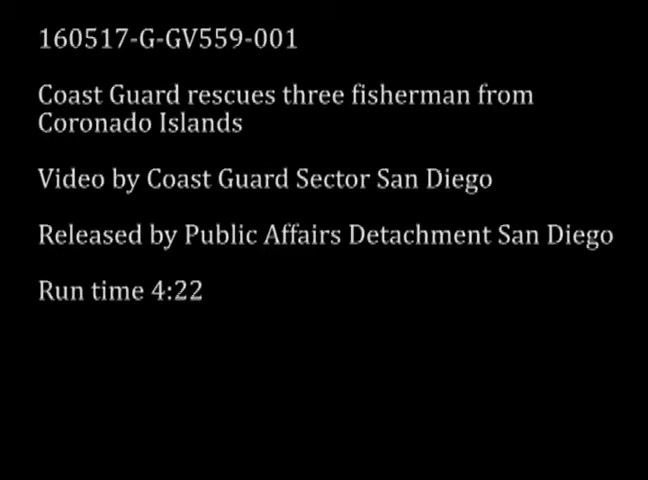 160517-G-GV559-001
Coast Guard rescues three fisherman from
Coronado Islands
Video by Coast Guard Sector San Diego
Released by Public Affairs Detachment San Diego
Run time 4:22